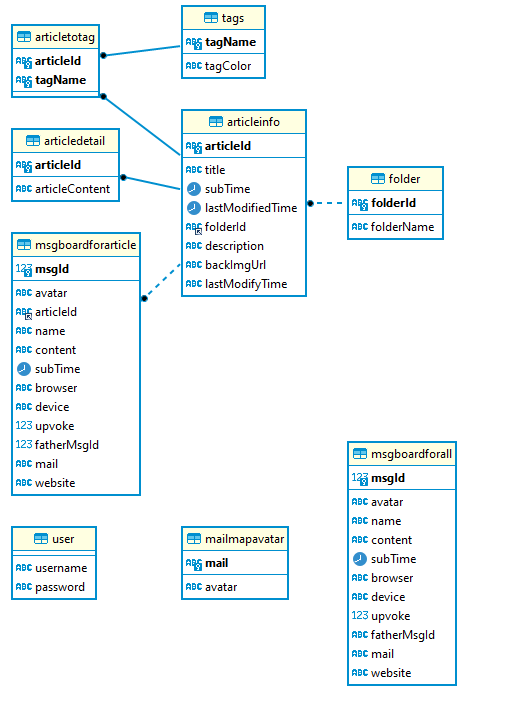 articletotag
ABC articleId
ABC tagName
tags
ABC tagName
ABC tagColor
articledetail
ABC articleId
ABC articleContent
articleinfo
ABC articleId
ABC title
subTime
lastModifiedTime
ABC folderId
ABC description
ABC backImgUrl
ABC lastModifyTime
folder
ABC folderId
ABC folderName
msgboardforarticle
123 msgId
ABC avatar
ABC articleId
ABC name
ABC content
subTime
ABC browser
ABC device
123 upvoke
123 fatherMsgId
ABC mail
ABC website
user
ABC username
ABC password
mailmapavatar
ABC mail
ABC avatar
msgboardforall
123 msgId
ABC avatar
ABC name
ABC content
subTime
ABC browser
ABC device
123 upvoke
ABC fatherMsgId
ABC mail
ABC website